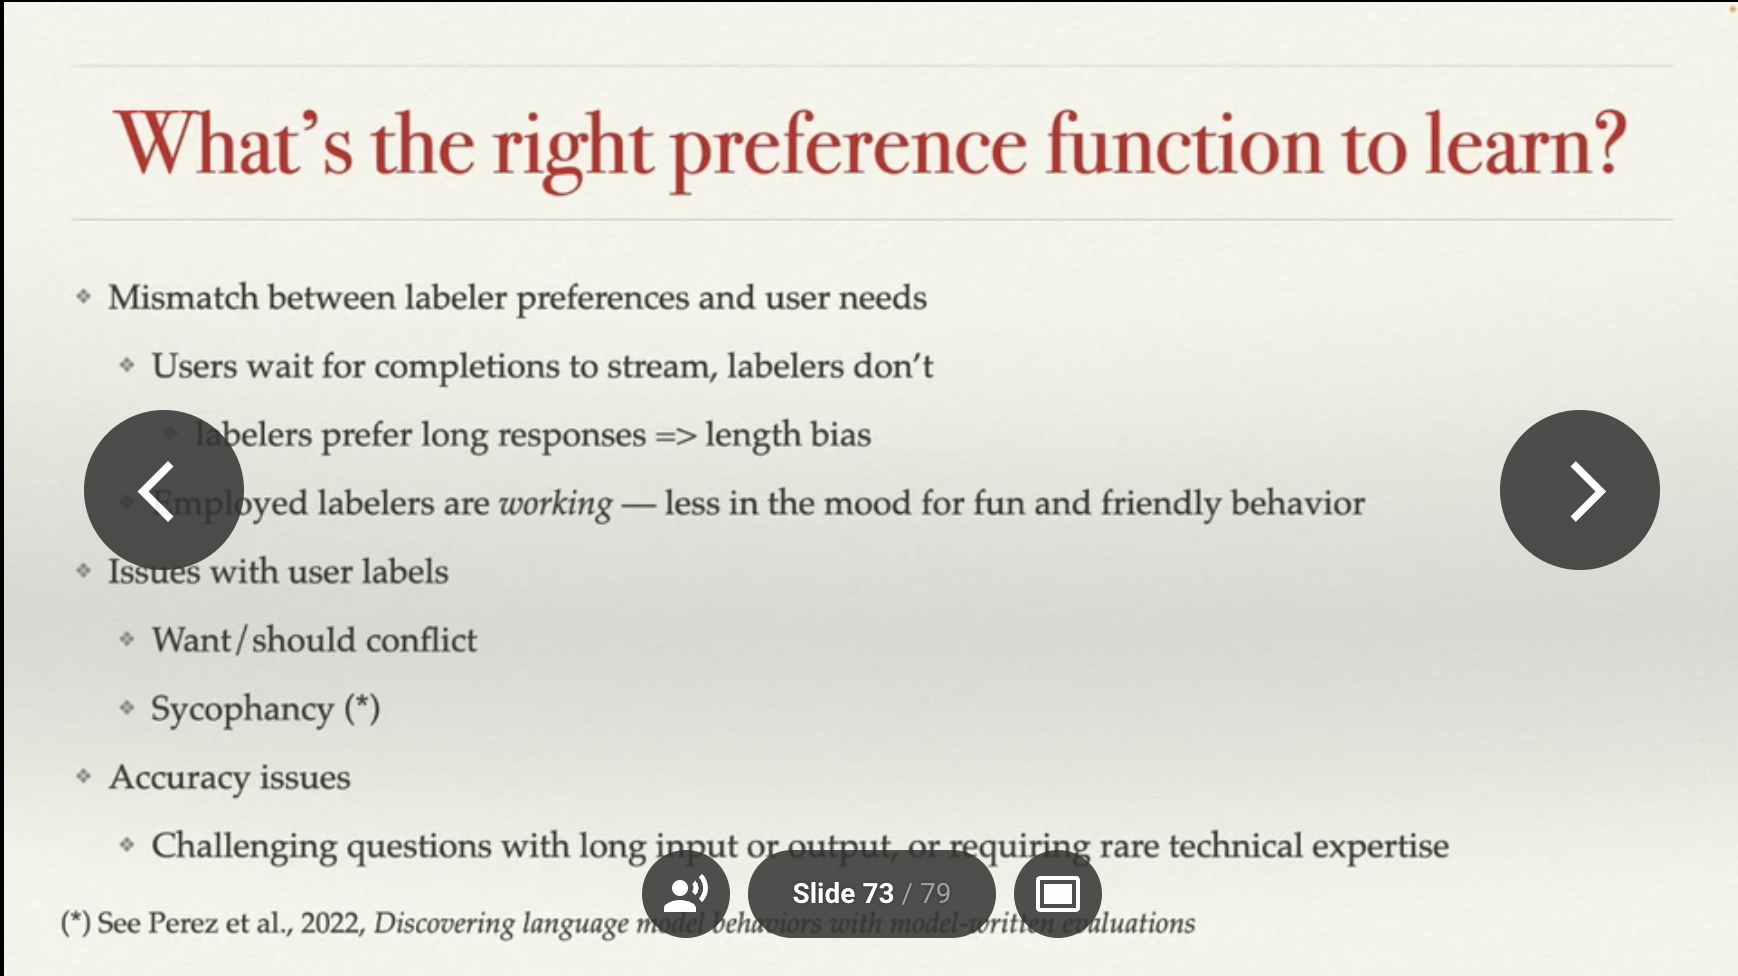 What's the right preference function to learn?
Mismatch between labeler preferences and user needs
Users wait for completions to stream, labelers don't
labelers prefer long responses => length bias
Employed labelers are working — less in the mood for fun and friendly behavior
Issues with user labels
Want/should conflict
Sycophancy (*)
Accuracy issues
Challenging questions with long input or output, or requiring rare technical expertise
Slide 73 / 79
(*) See Perez et al., 2022, Discovering language model behaviors with model-written evaluations